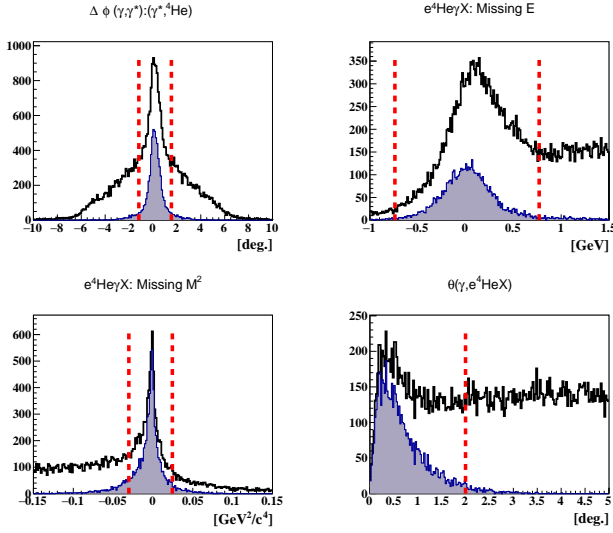 Δ ϕ (γ,γ*):(γ*,⁴He)
1000
800
600
400
200
0
−10 −8 −6 −4 −2 0 2 4 6 8 10
[deg.]
e⁴HeγX: Missing E
350
300
250
200
150
100
50
0
−1 −0.5 0 0.5 1 1.5
[GeV]
e⁴HeγX: Missing M²
600
500
400
300
200
100
0
−0.15 −0.1 −0.05 0 0.05 0.1 0.15
[GeV²/c⁴]
θ(γ,e⁴HeX)
250
200
150
100
50
0
0 0.5 1 1.5 2 2.5 3 3.5 4 4.5 5
[deg.]